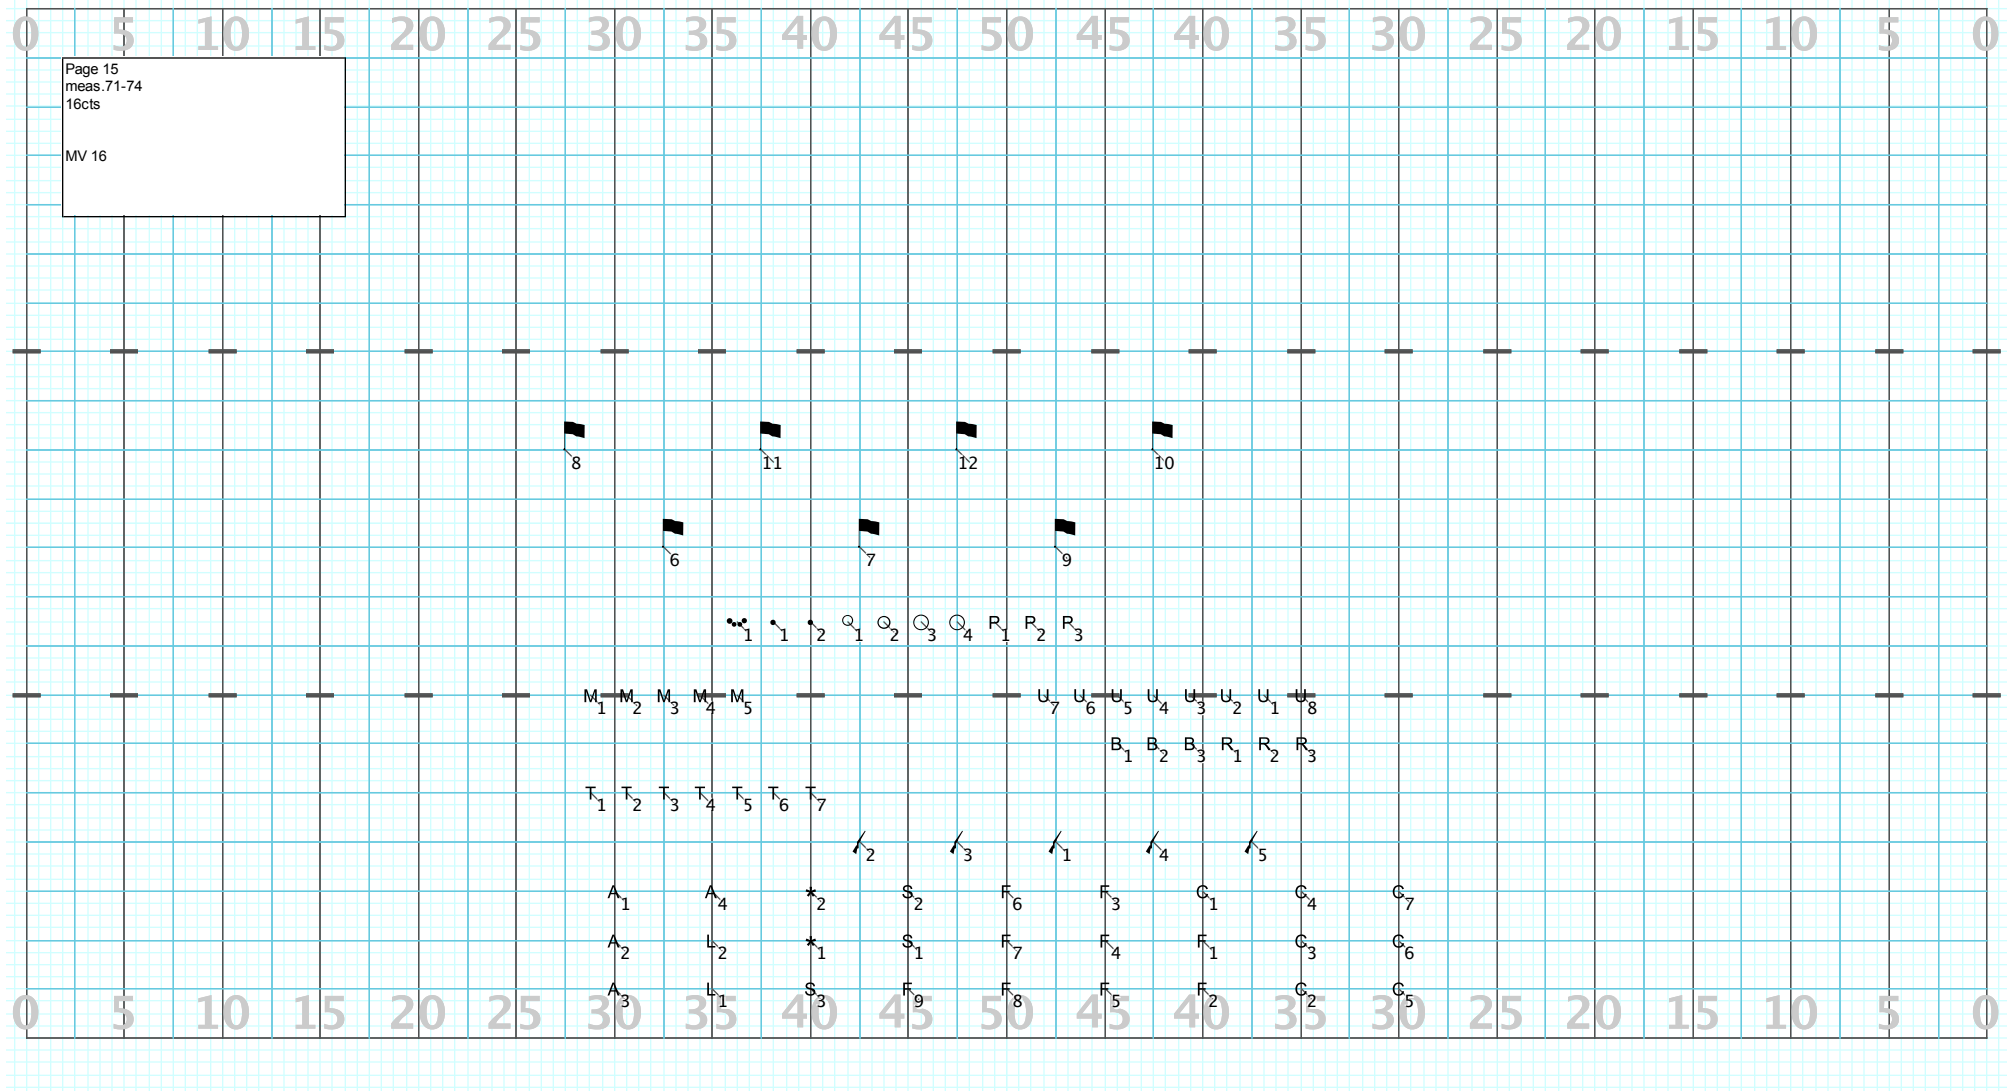 0 5 10 15 20 25 30 35 40 45 50 45 40 35 30 25 20 15 10 5 0
Page 15
meas.71-74
16cts
MV 16
8 11 12 10
6 7 9
1 1 2 1 2 3 4 R1 R2 R3
M1 M2 M3 M4 M5 U7 U6 U5 U4 U3 U2 U1 U8
B1 B2 B3 R1 R2 R3
T1 T2 T3 T4 T5 T6 T7
2 3 1 4 5
A1 A4 *2 S2 F6 F3 C1 C4 C7
A2 L2 *1 S1 F7 F4 F1 C3 C6
A3 L1 S3 F9 F8 F5 F2 C2 C5
0 5 10 15 20 25 30 35 40 45 50 45 40 35 30 25 20 15 10 5 0